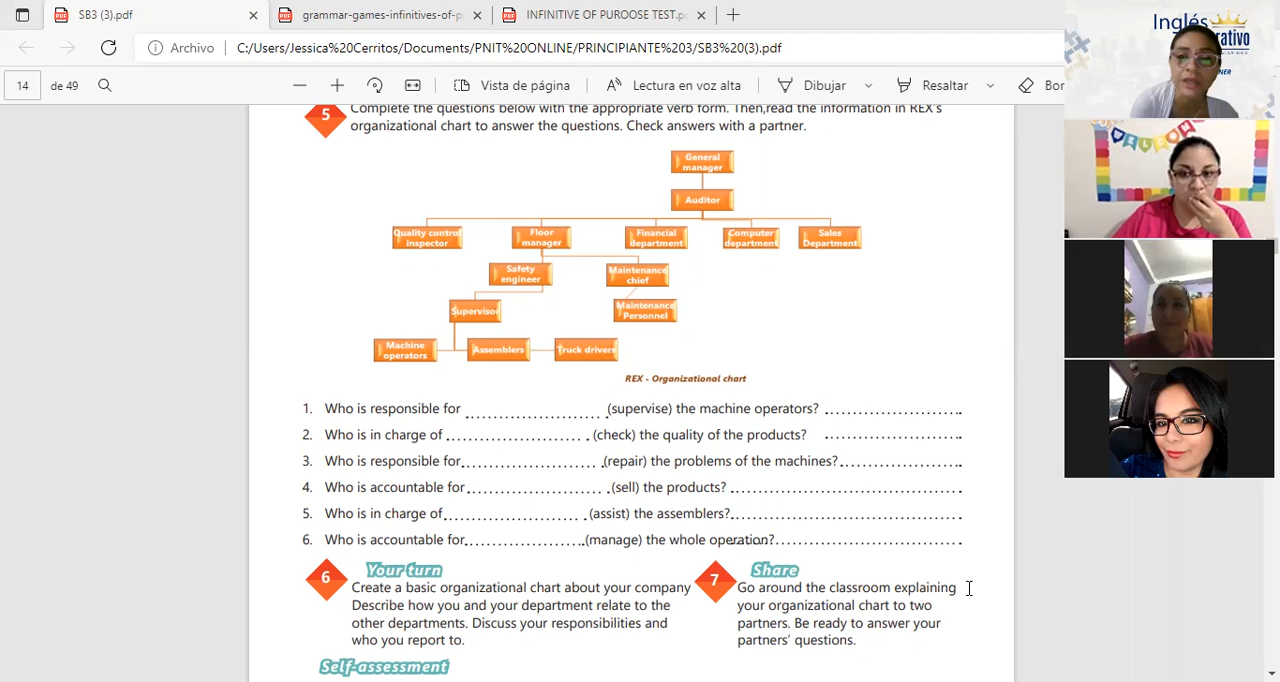 SB3 (3).pdf
grammar-games-infinitives-of-p
INFINITIVE OF PUROOSE TEST.p
Archivo
C:/Users/Jessica%20Cerritos/Documents/PNIT%20ONLINE/PRINCIPIANTE%203/SB3%20(3).pdf
14 de 49
Vista de página
Lectura en voz alta
Dibujar
Resaltar
Bor
Inglés
rativo
NER
5 Complete the questions below with the appropriate verb form. Then,read the information in REX's
organizational chart to answer the questions. Check answers with a partner.
General
manager
Auditor
Quality control
inspector
Floor
manager
Financial
department
Computer
department
Sales
Department
Safety
engineer
Maintenance
chief
Supervisor
Maintenance
Personnel
Machine
operators
Assemblers
Truck drivers
REX - Organizational chart
1. Who is responsible for ........................ (supervise) the machine operators? ........................
2. Who is in charge of ........................ (check) the quality of the products? ........................
3. Who is responsible for ........................ (repair) the problems of the machines? ........................
4. Who is accountable for ........................ (sell) the products? ........................
5. Who is in charge of ........................ (assist) the assemblers? ........................
6. Who is accountable for ........................ (manage) the whole operation? ........................
6 Your turn
Create a basic organizational chart about your company
Describe how you and your department relate to the
other departments. Discuss your responsibilities and
who you report to.
7 Share
Go around the classroom explaining
your organizational chart to two
partners. Be ready to answer your
partners' questions.
Self-assessment